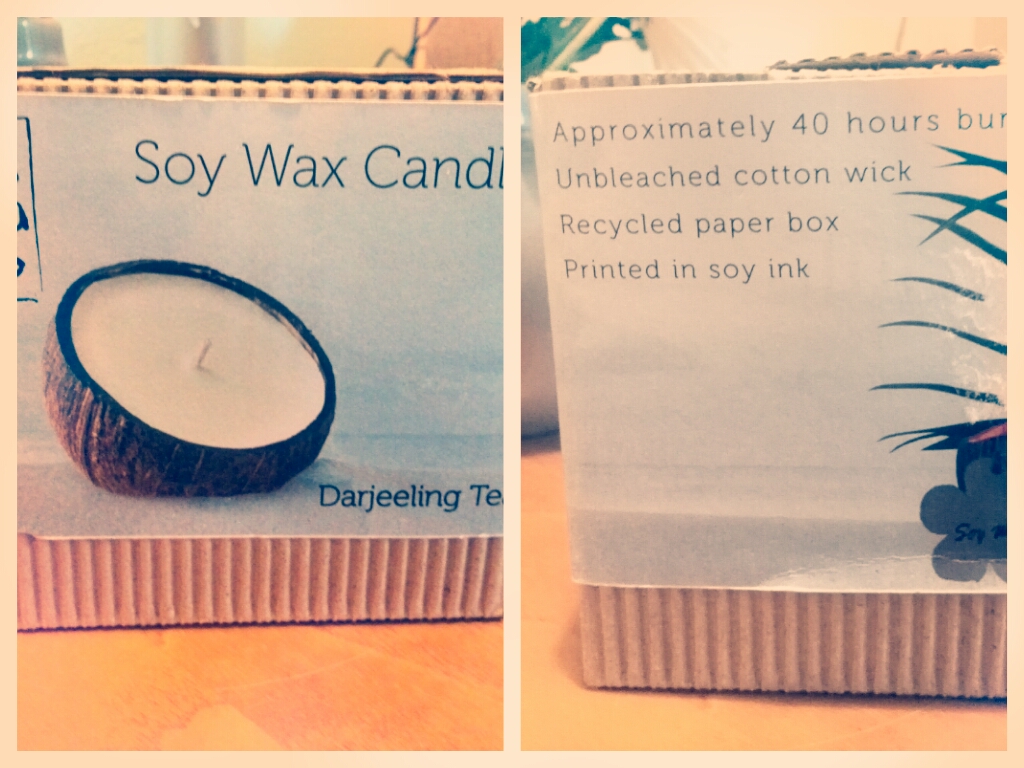 Soy Wax Candl
Darjeeling Te
Approximately 40 hours bur
Unbleached cotton wick
Recycled paper box
Printed in soy ink
Soy